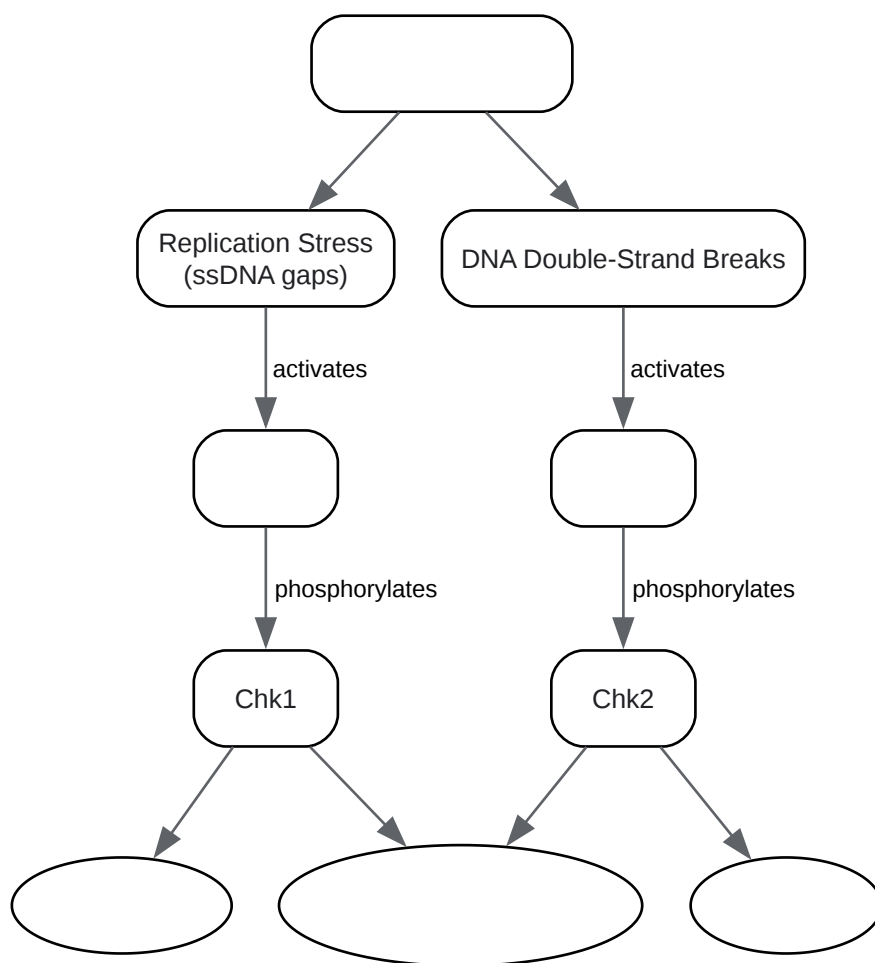 Replication Stress
(ssDNA gaps)
DNA Double-Strand Breaks
activates
activates
phosphorylates
phosphorylates
Chk1
Chk2